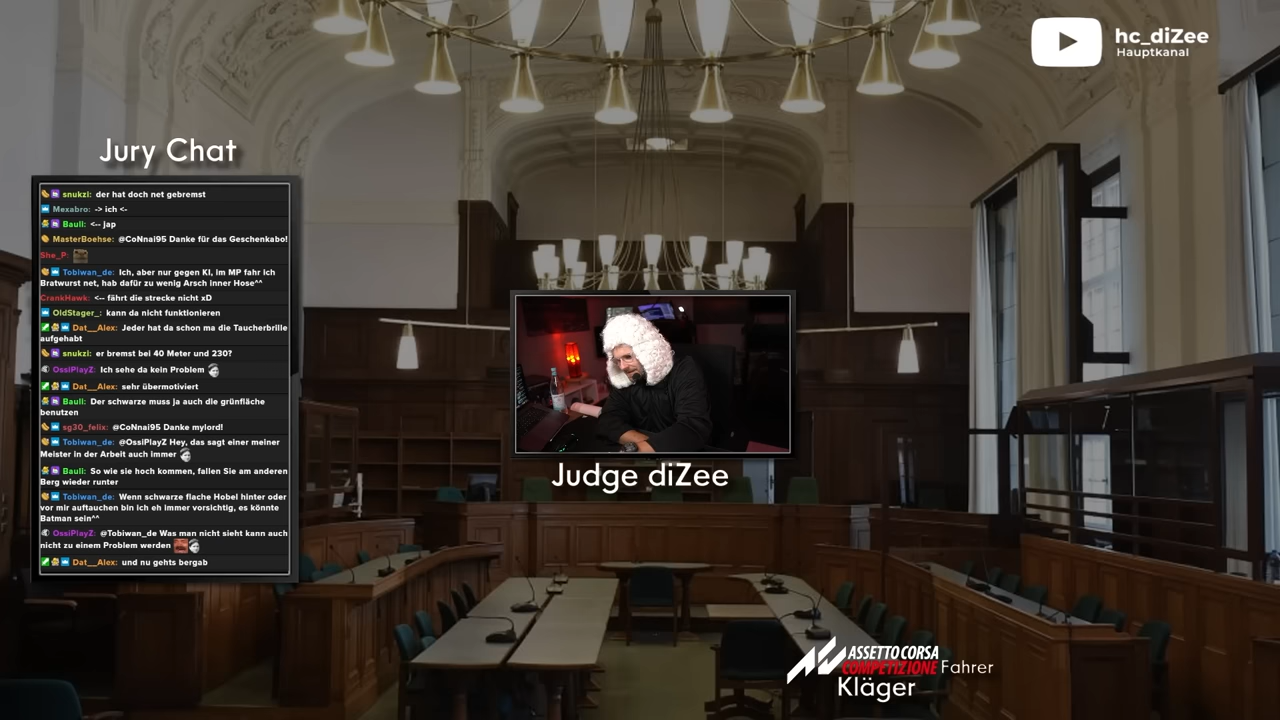 hc_diZee
Hauptkanal
Jury Chat
snukzi: der hat doch net gebremst
Mexabro: -> ich <-
Baull: <-- jap
MasterBoehse: @CoNnai95 Danke für das Geschenkabo!
She_P:
Tobiwan_de: Ich, aber nur gegen KI, im MP fahr ich
Bratwurst net, hab dafür zu wenig Arsch inner Hose^^
CrankHawk: <-- fährt die strecke nicht xD
OldStager_: kann da nicht funktionieren
Dat__Alex: Jeder hat da schon ma die Taucherbrille
aufgehabt
snukzi: er bremst bei 40 Meter und 230?
OssiPlayZ: Ich sehe da kein Problem
Dat__Alex: sehr übermotiviert
Baull: Der schwarze muss ja auch die grünfläche
benutzen
sg30_felix: @CoNnai95 Danke mylord!
Tobiwan_de: @OssiPlayZ Hey, das sagt einer meiner
Meister in der Arbeit auch immer
Baull: So wie sie hoch kommen, fallen Sie am anderen
Berg wieder runter
Tobiwan_de: Wenn schwarze flache Hobel hinter oder
vor mir auftauchen bin ich eh immer vorsichtig, es könnte
Batman sein^^
OssiPlayZ: @Tobiwan_de Was man nicht sieht kann auch
nicht zu einem Problem werden
Dat__Alex: und nu gehts bergab
Judge diZee
ASSETTO CORSA
COMPETIZIONE Fahrer
Kläger